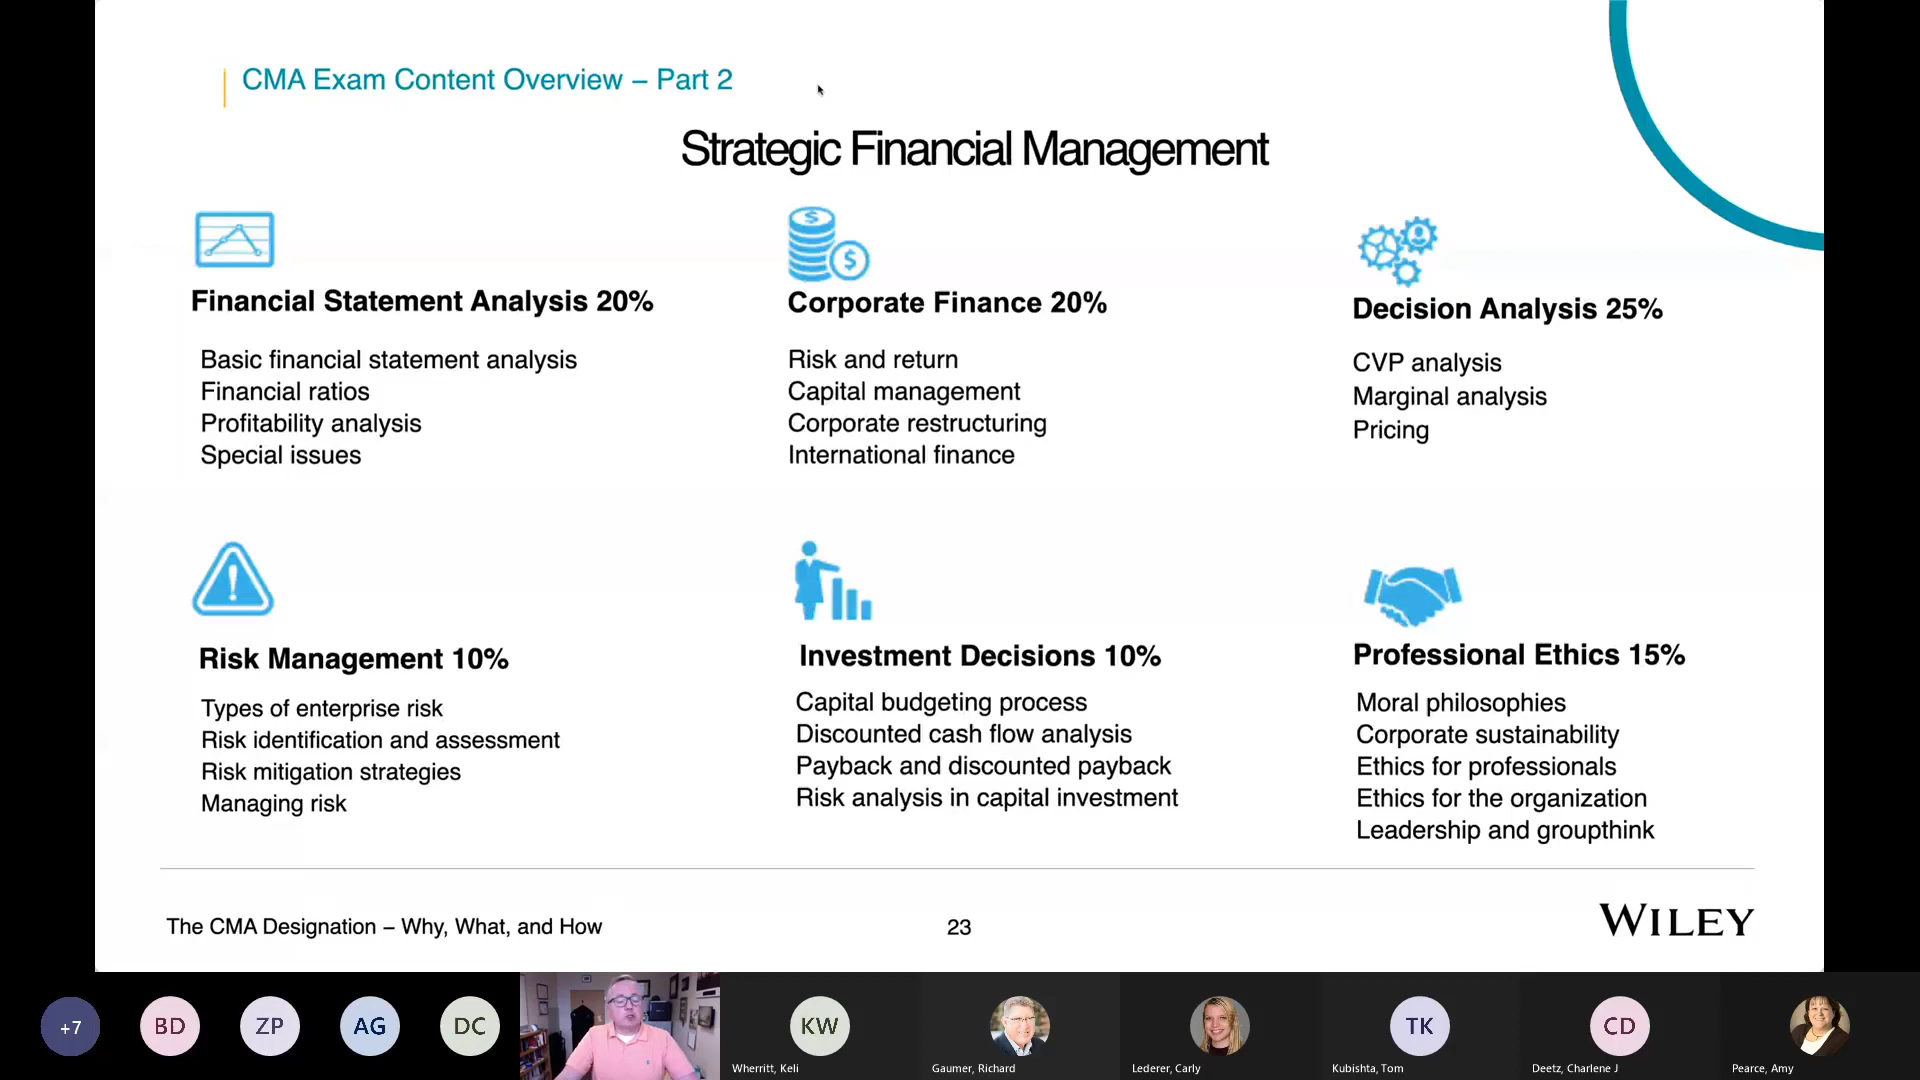 CMA Exam Content Overview – Part 2
Strategic Financial Management
$
$
Financial Statement Analysis 20%
Basic financial statement analysis
Financial ratios
Profitability analysis
Special issues
Corporate Finance 20%
Risk and return
Capital management
Corporate restructuring
International finance
Decision Analysis 25%
CVP analysis
Marginal analysis
Pricing
!
Risk Management 10%
Types of enterprise risk
Risk identification and assessment
Risk mitigation strategies
Managing risk
Investment Decisions 10%
Capital budgeting process
Discounted cash flow analysis
Payback and discounted payback
Risk analysis in capital investment
Professional Ethics 15%
Moral philosophies
Corporate sustainability
Ethics for professionals
Ethics for the organization
Leadership and groupthink
The CMA Designation – Why, What, and How
23
WILEY
+7
BD
ZP
AG
DC
KW
Wherritt, Keli
Gaumer, Richard
Lederer, Carly
TK
Kubishta, Tom
CD
Deetz, Charlene J
Pearce, Amy